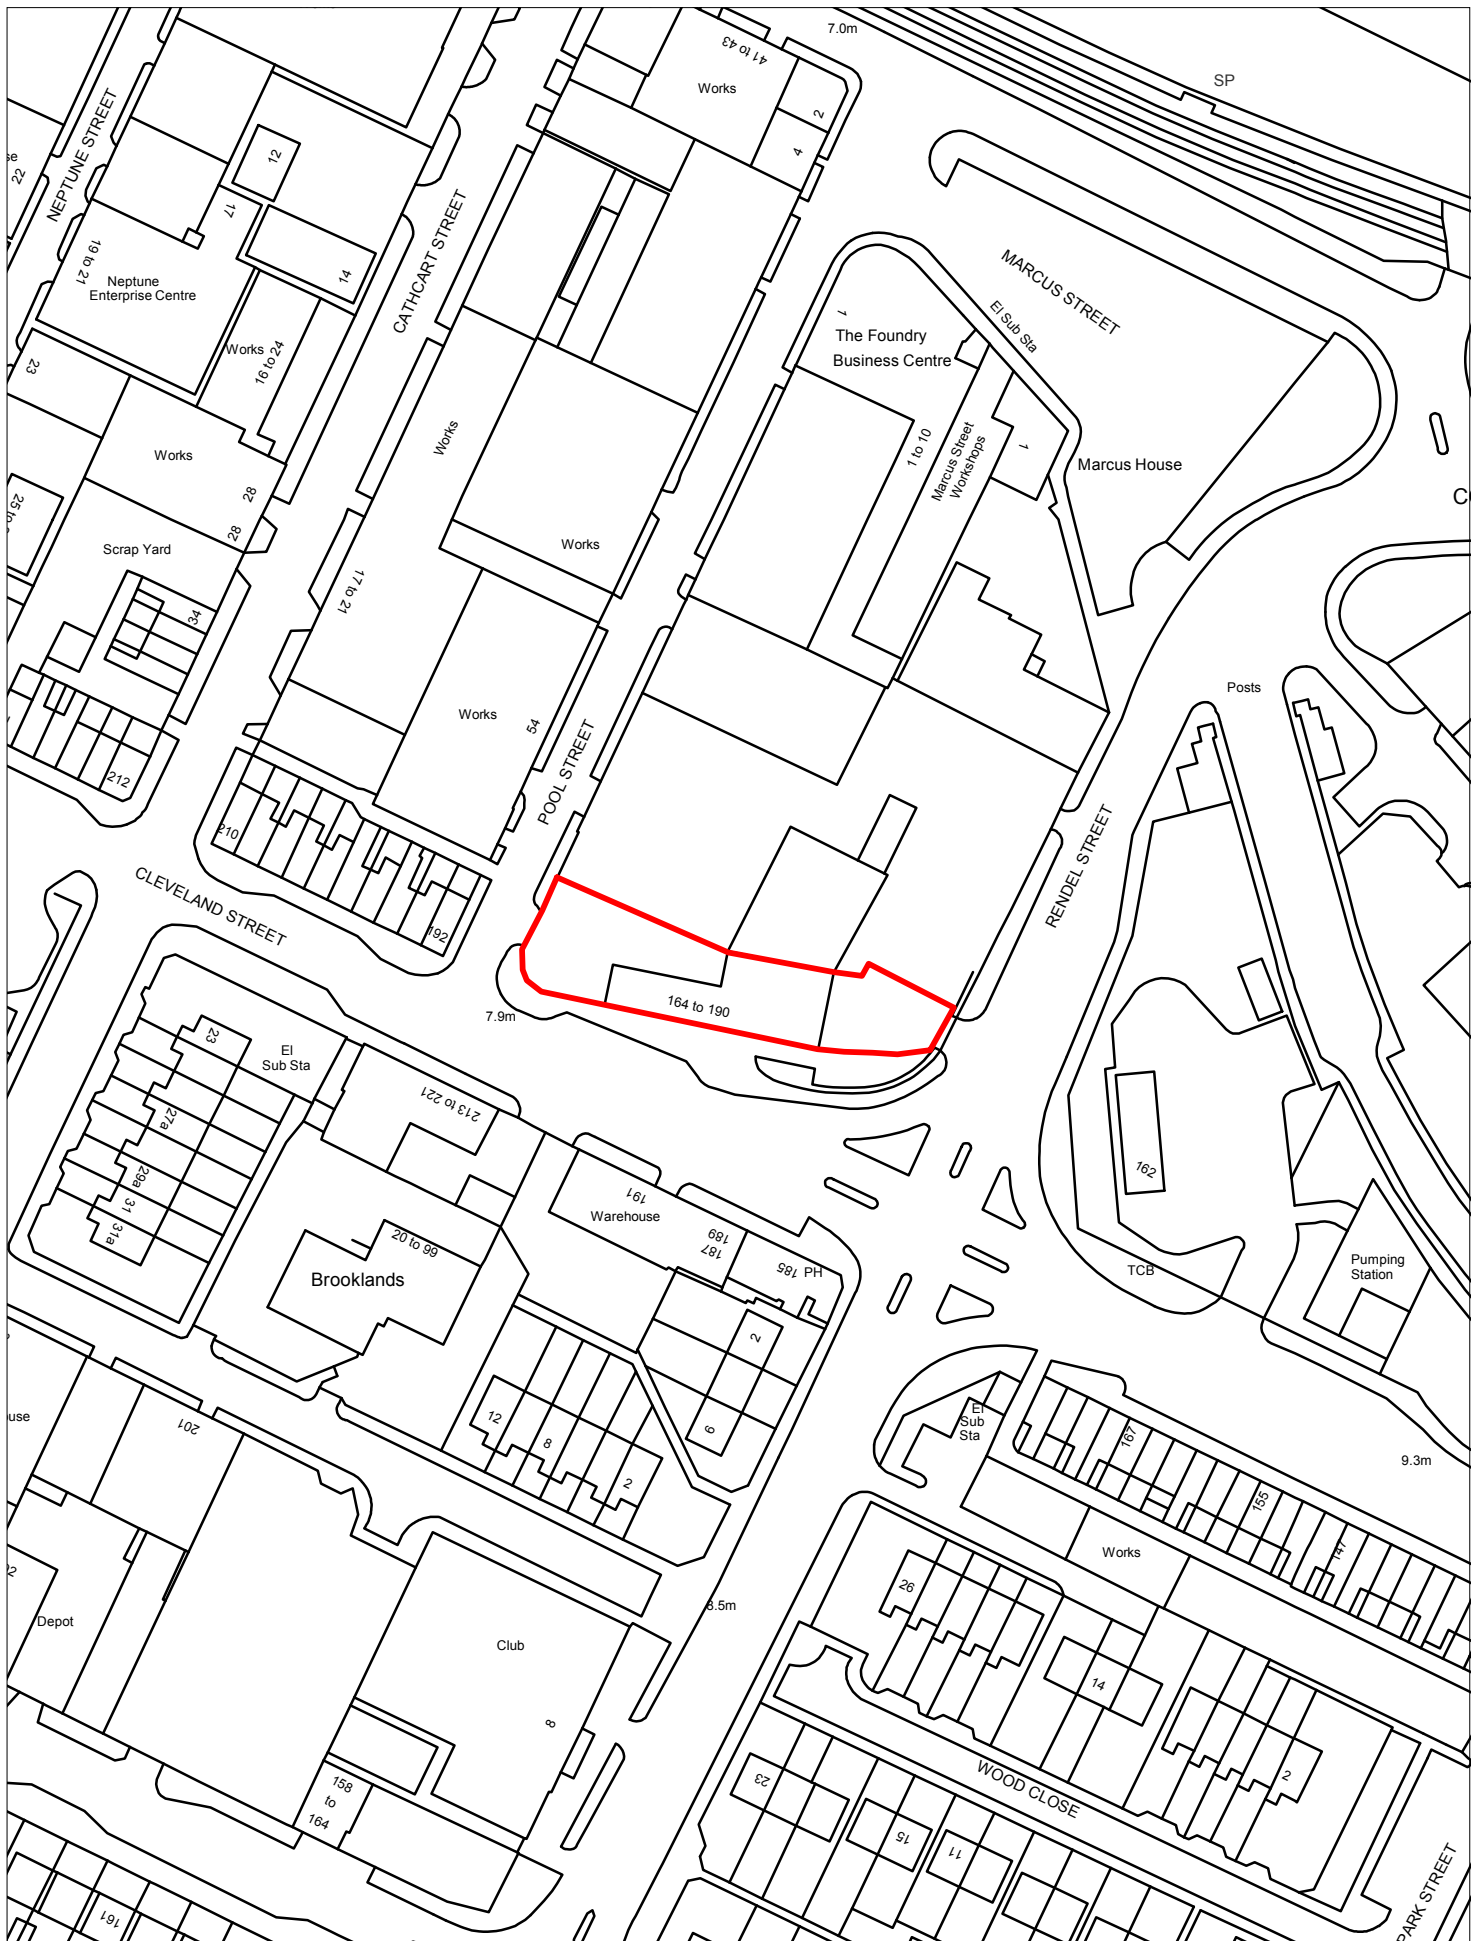 7.0m
SP
41 to 43
Works
2
4
NEPTUNE STREET
se
22
12
17
14
CATHCART STREET
19 to 21
Neptune
Enterprise Centre
Works
16 to 24
23
MARCUS STREET
El Sub Sta
1
The Foundry
Business Centre
1 to 10
Marcus Street
Workshops
1
Marcus House
Works
Works
28
28
25 to
Scrap Yard
34
Works
17 to 21
Works
54
POOL STREET
Posts
212
210
192
CLEVELAND STREET
RENDEL STREET
164 to 190
7.9m
23
El
Sub Sta
27a
29a
31
31a
213 to 221
162
191
Warehouse
189
187
185
PH
20 to 99
Brooklands
TCB
Pumping
Station
2
6
12
8
2
use
201
El
Sub
Sta
167
155
147
9.3m
Works
26
8.5m
Depot
Club
8
14
2
WOOD CLOSE
23
15
11
158
to
164
161
PARK STREET